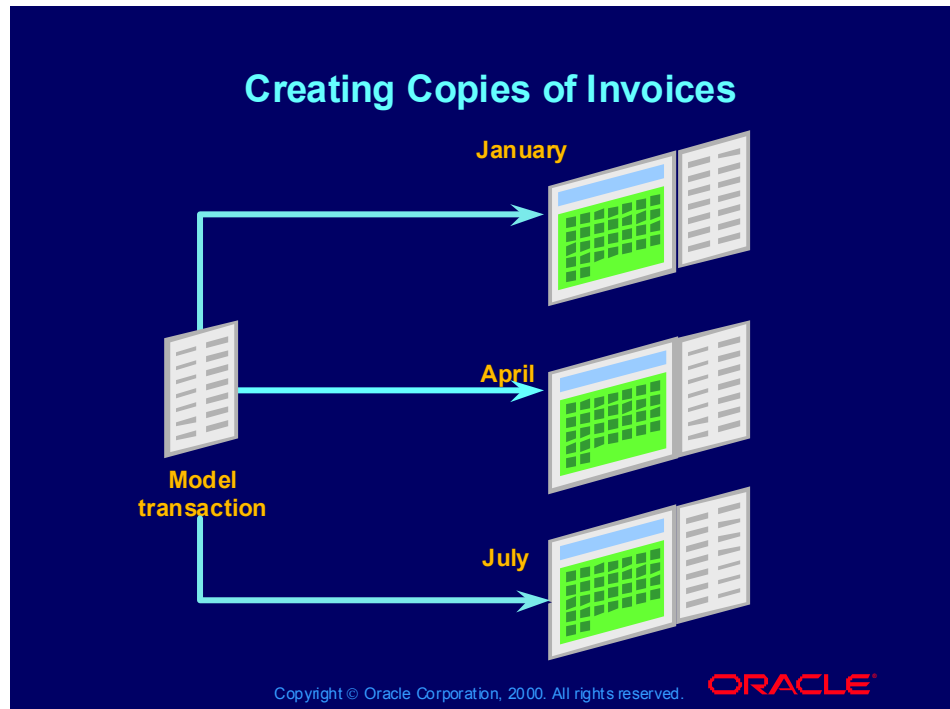 Creating Copies of Invoices
January
April
Model
transaction
July
Copyright © Oracle Corporation, 2000. All rights reserved.
ORACLE®